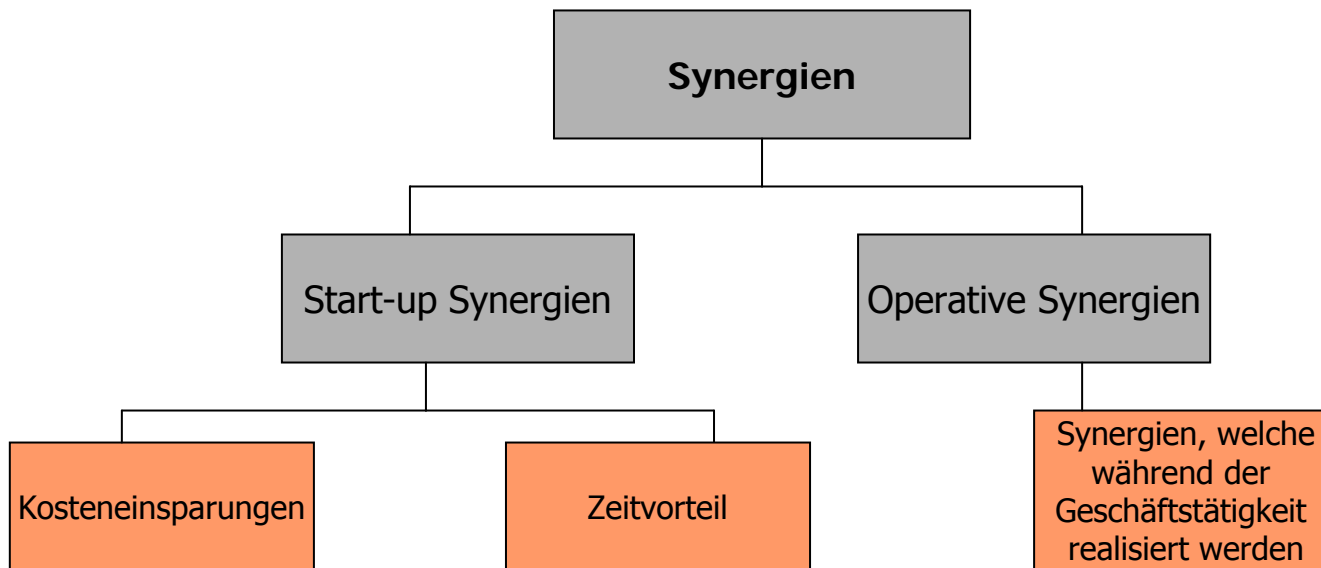 Synergien
Start-up Synergien
Operative Synergien
Kosteneinsparungen
Zeitvorteil
Synergien, welche
während der
Geschäftstätigkeit
realisiert werden